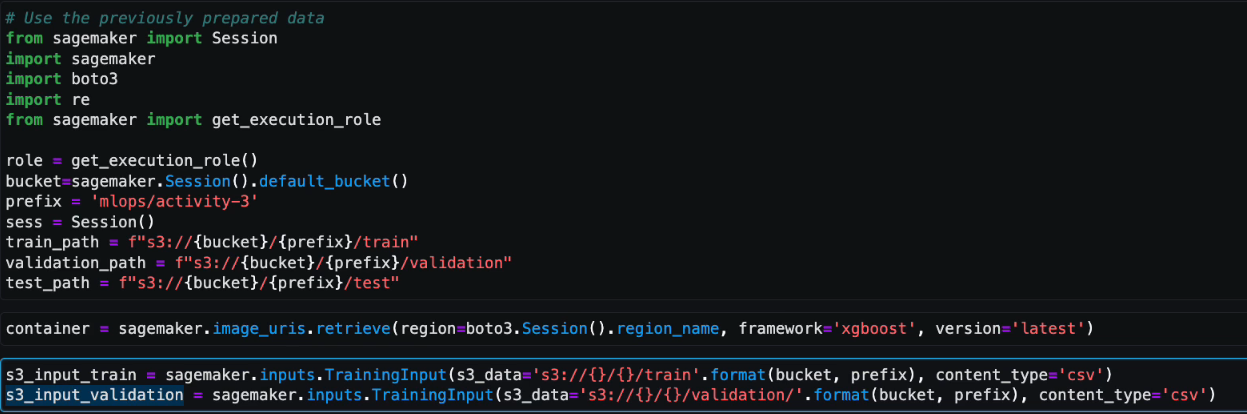 # Use the previously prepared data
from sagemaker import Session
import sagemaker
import boto3
import re
from sagemaker import get_execution_role
role = get_execution_role()
bucket=sagemaker.Session().default_bucket()
prefix = 'mlops/activity-3'
sess = Session()
train_path = f"s3://{bucket}/{prefix}/train"
validation_path = f"s3://{bucket}/{prefix}/validation"
test_path = f"s3://{bucket}/{prefix}/test"
container = sagemaker.image_uris.retrieve(region=boto3.Session().region_name, framework='xgboost', version='latest')
s3_input_train = sagemaker.inputs.TrainingInput(s3_data='s3://{}/{}/train'.format(bucket, prefix), content_type='csv')
s3_input_validation = sagemaker.inputs.TrainingInput(s3_data='s3://{}/{}/validation/'.format(bucket, prefix), content_type='csv')